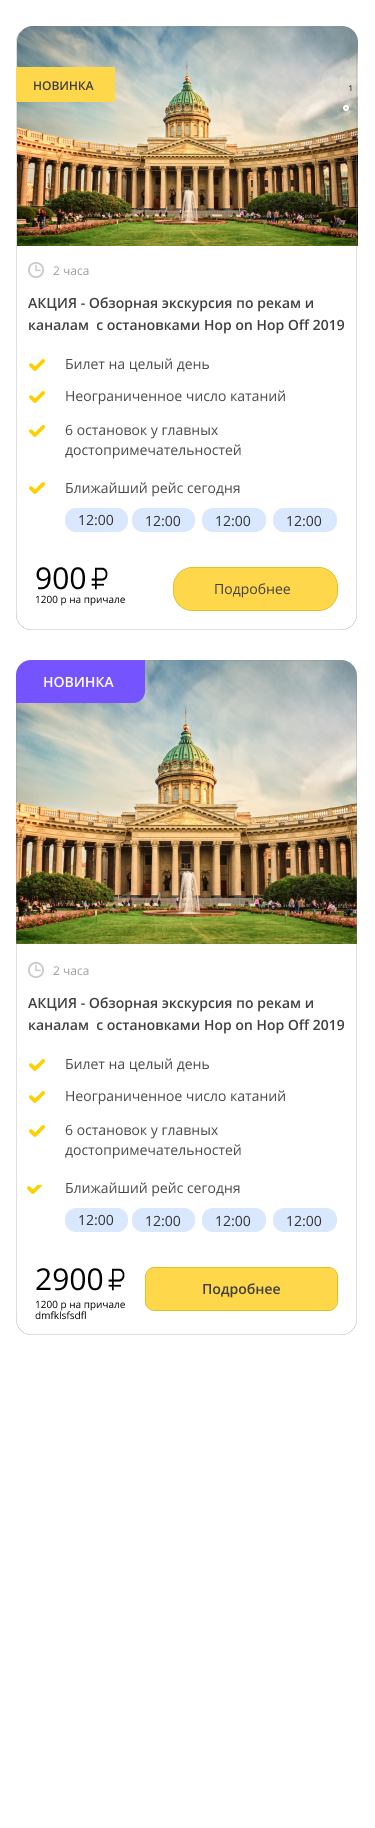 НОВИНКА
1
2 часа
АКЦИЯ - Обзорная экскурсия по рекам и
каналам  с остановками Hop on Hop Off 2019
Билет на целый день
Неограниченное число катаний
6 остановок у главных
достопримечательностей
Ближайший рейс сегодня
12:00 12:00 12:00 12:00
900 ₽
1200 р на причале
Подробнее
НОВИНКА
2 часа
АКЦИЯ - Обзорная экскурсия по рекам и
каналам  с остановками Hop on Hop Off 2019
Билет на целый день
Неограниченное число катаний
6 остановок у главных
достопримечательностей
Ближайший рейс сегодня
12:00 12:00 12:00 12:00
2900 ₽
1200 р на причале
dmfklsfsdfl
Подробнее